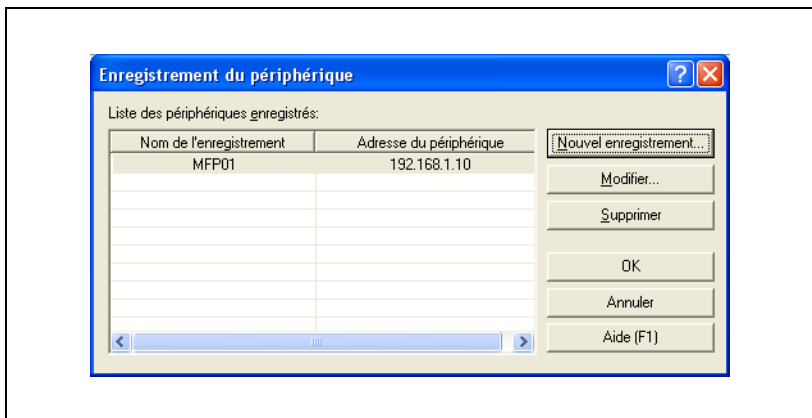 Enregistrement du périphérique
Liste des périphériques enregistrés:
Nom de l'enregistrement Adresse du périphérique
MFP01 192.168.1.10
Nouvel enregistrement...
Modifier...
Supprimer
OK
Annuler
Aide (F1)